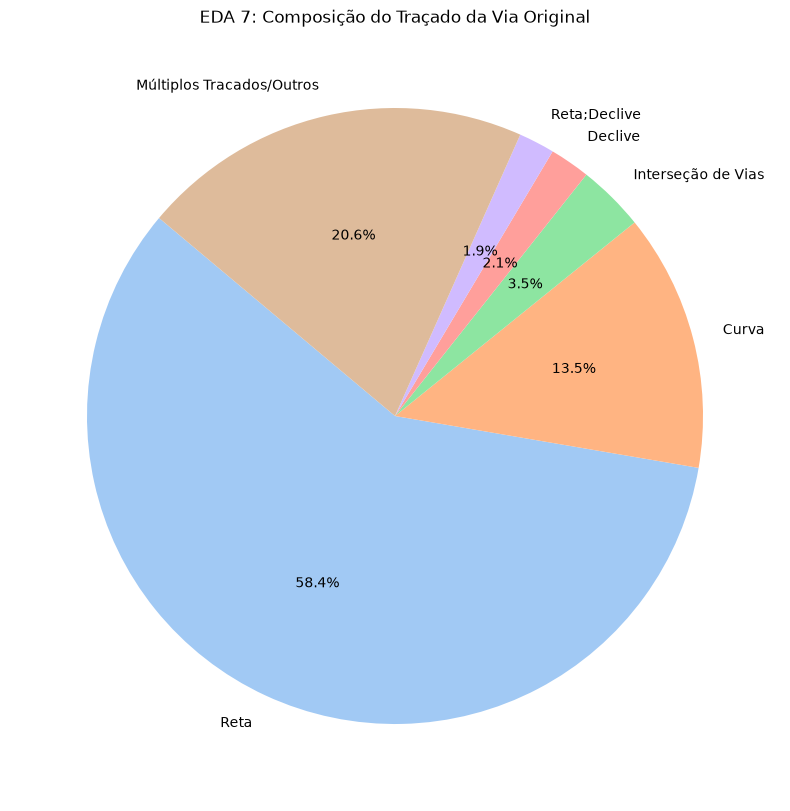 EDA 7: Composição do Traçado da Via Original
Múltiplos Tracados/Outros
Reta;Declive
Declive
Interseção de Vias
20.6%
1.9%
2.1%
3.5%
Curva
13.5%
58.4%
Reta